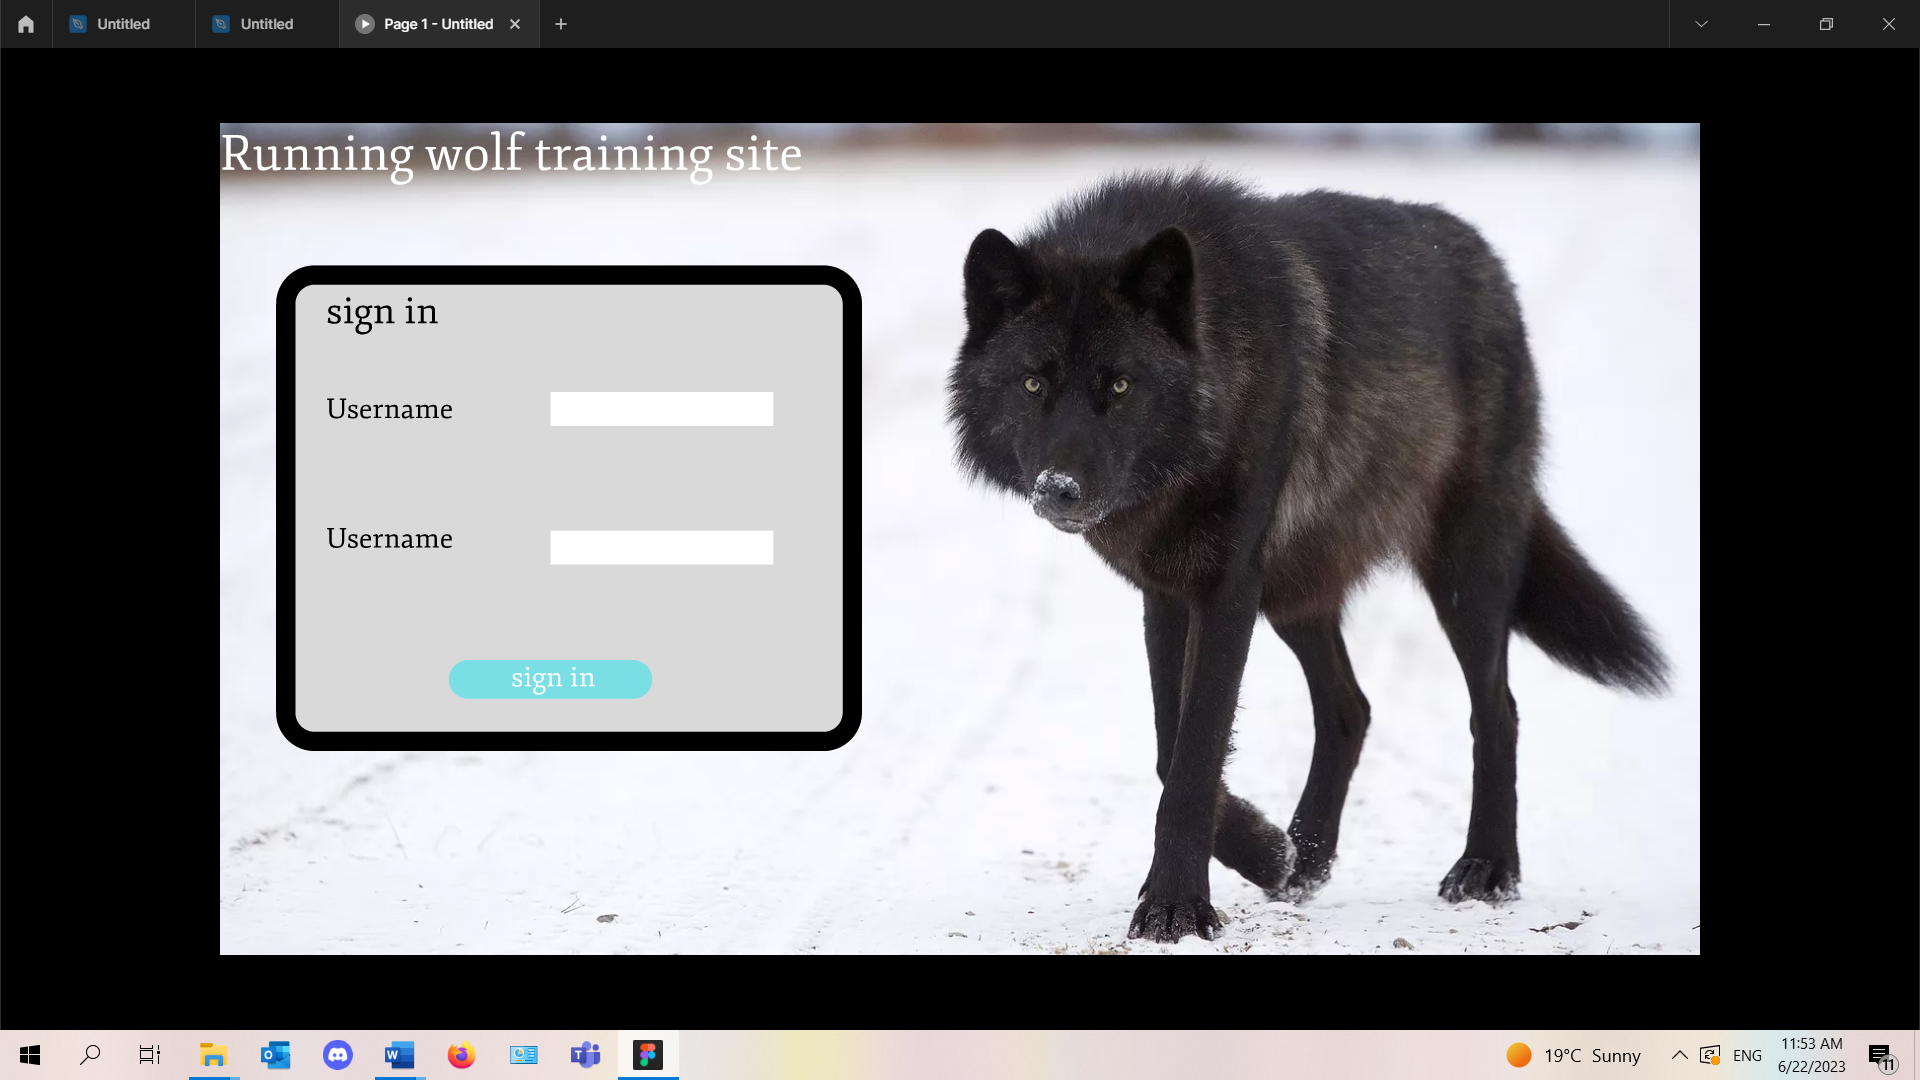 Untitled
Untitled
Page 1 - Untitled
Running wolf training site
sign in
Username
Username
sign in
19°C Sunny
ENG
11:53 AM
6/22/2023
11